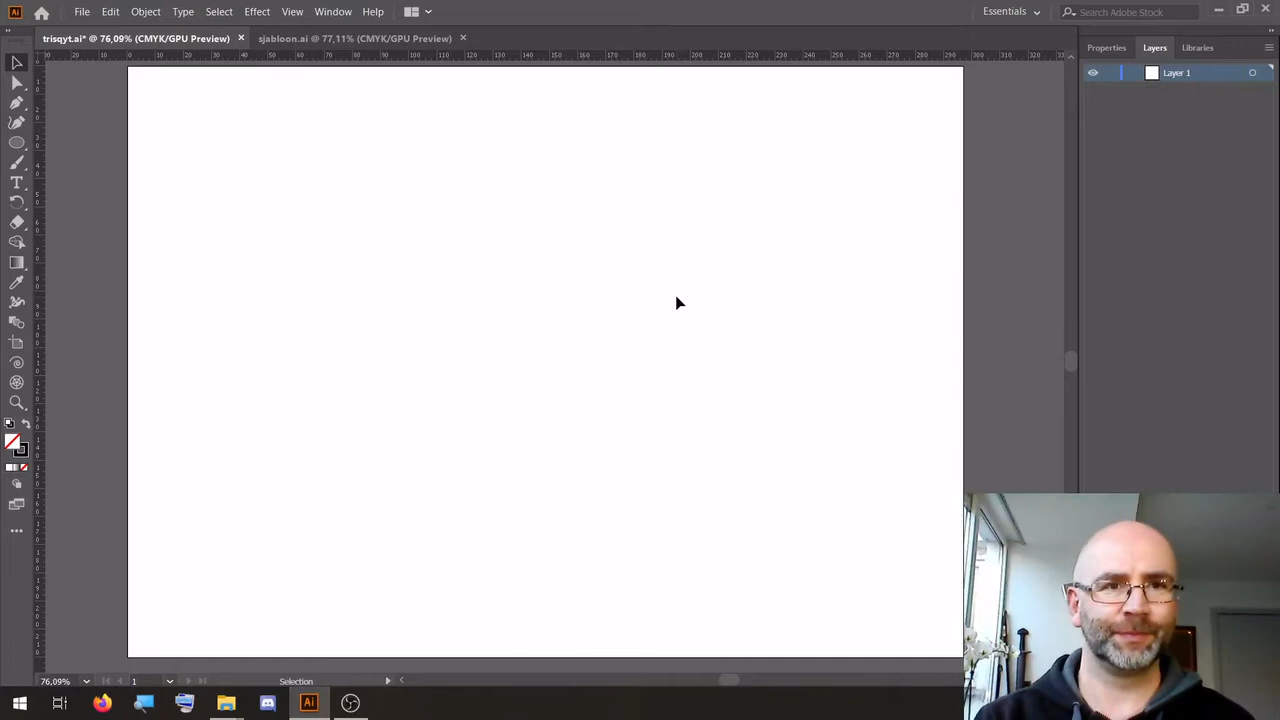 Ai File Edit Object Type Select Effect View Window Help Essentials Search Adobe Stock
trisqyt.ai* @ 76,09% (CMYK/GPU Preview) × sjabloon.ai @ 77,11% (CMYK/GPU Preview) ×
Properties Layers Libraries
Layer 1
76,09% 1 Selection
Ai